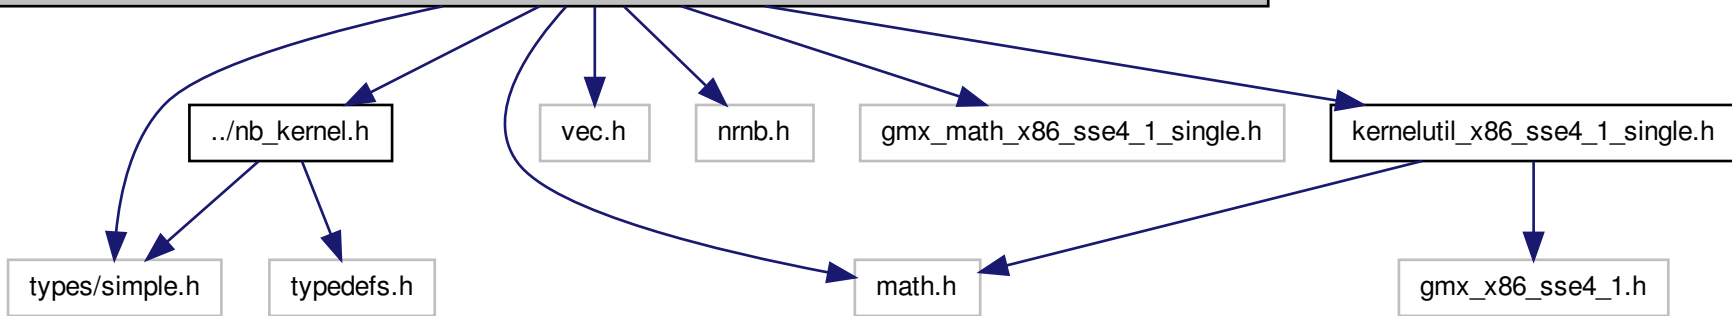 ../nb_kernel.h
vec.h
nrnb.h
gmx_math_x86_sse4_1_single.h
kernelutil_x86_sse4_1_single.h
types/simple.h
typedefs.h
math.h
gmx_x86_sse4_1.h